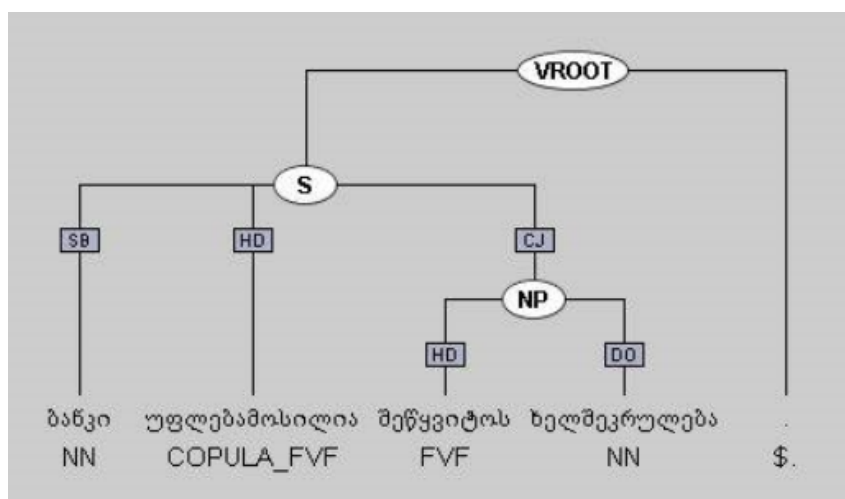 VROOT
S
SB HD CJ
NP
HD DO
ბანკი უფლებამოსილია შეწყვიტოს ხელშეკრულება .
NN COPULA_FVF FVF NN $.